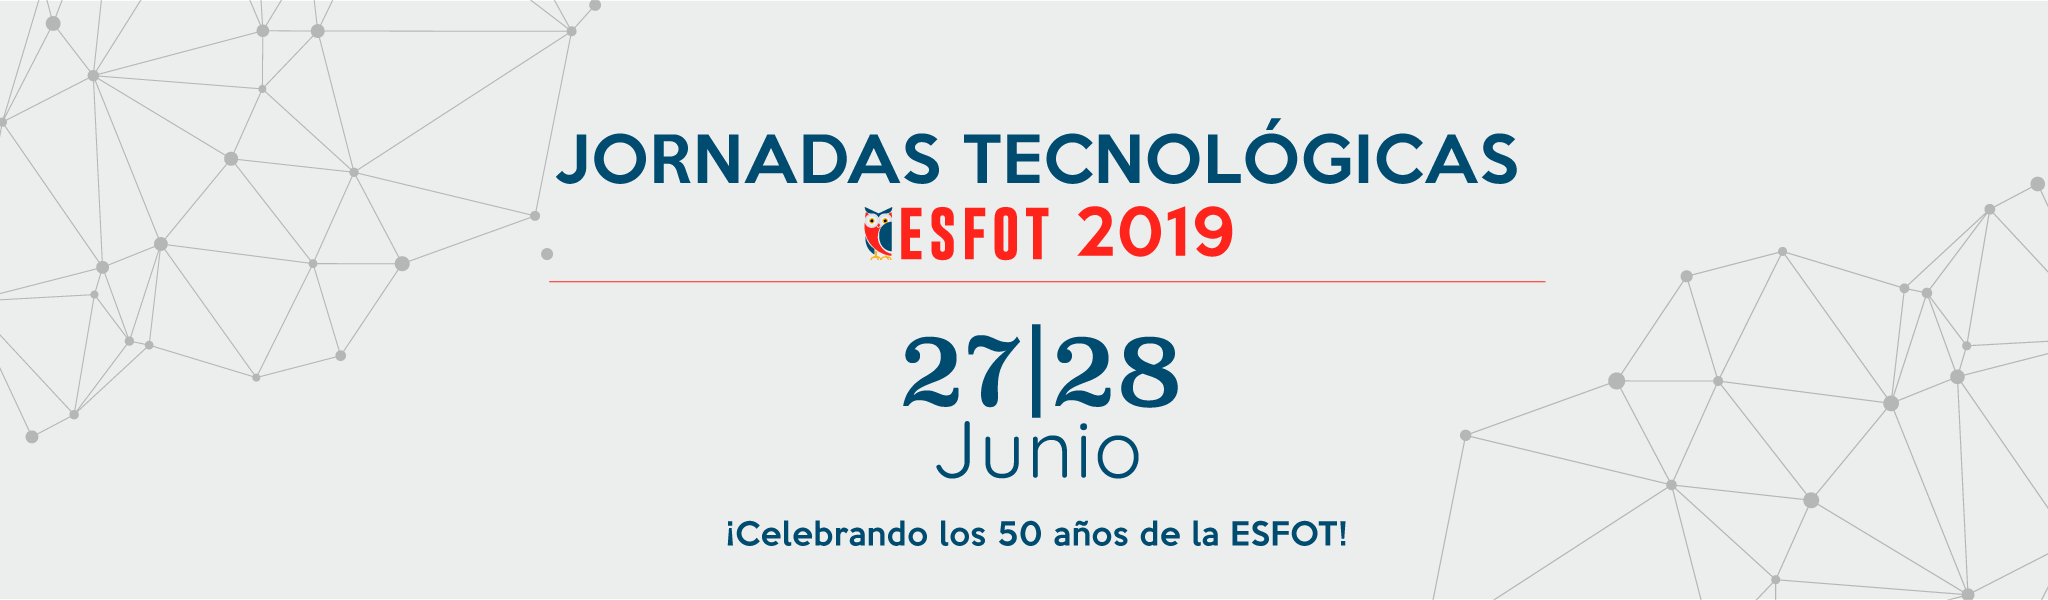 JORNADAS TECNOLÓGICAS
ESFOT 2019
27|28
Junio
¡Celebrando los 50 años de la ESFOT!